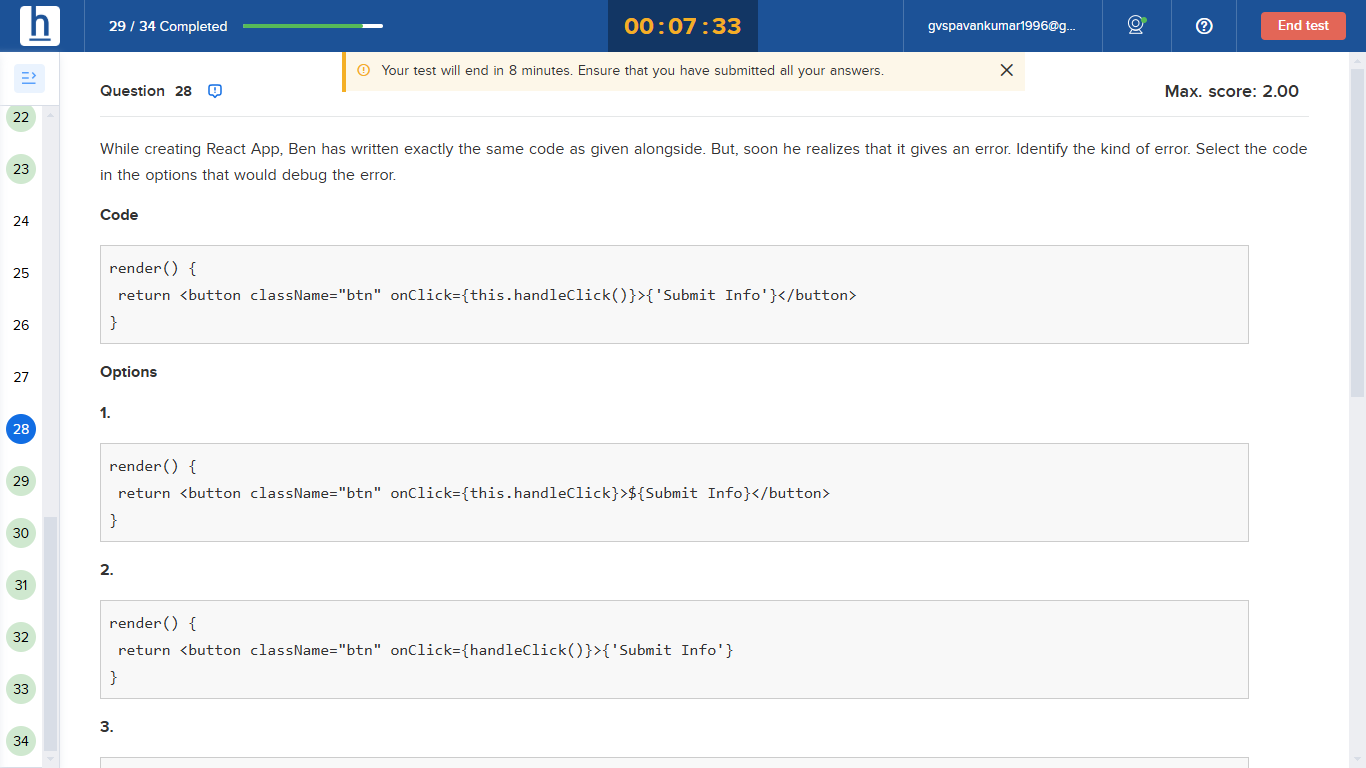 h 29 / 34 Completed 00 : 07 : 33 gvspavankumar1996@g... End test
Your test will end in 8 minutes. Ensure that you have submitted all your answers.
Question 28 Max. score: 2.00
22
23
24
25
26
27
28
29
30
31
32
33
34
While creating React App, Ben has written exactly the same code as given alongside. But, soon he realizes that it gives an error. Identify the kind of error. Select the code
in the options that would debug the error.
Code
render() {
 return <button className="btn" onClick={this.handleClick()}>{'Submit Info'}</button>
}
Options
1.
render() {
 return <button className="btn" onClick={this.handleClick}>${Submit Info}</button>
}
2.
render() {
 return <button className="btn" onClick={handleClick()}>{'Submit Info'}
}
3.